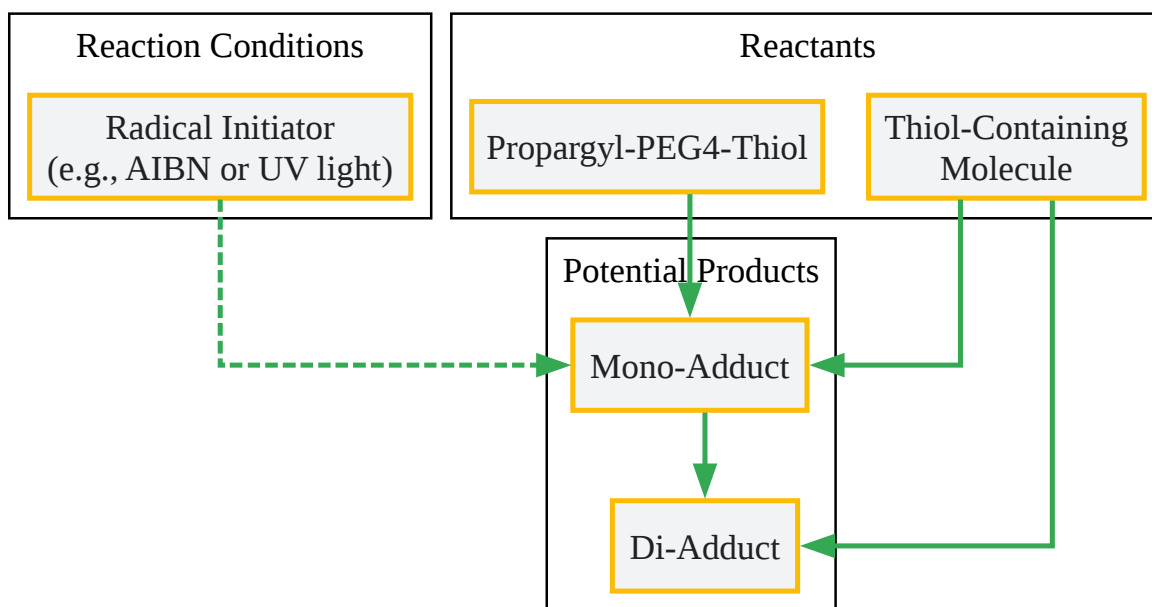 Reaction Conditions
Radical Initiator
(e.g., AIBN or UV light)
Reactants
Propargyl-PEG4-Thiol
Thiol-Containing
Molecule
Potential Products
Mono-Adduct
Di-Adduct